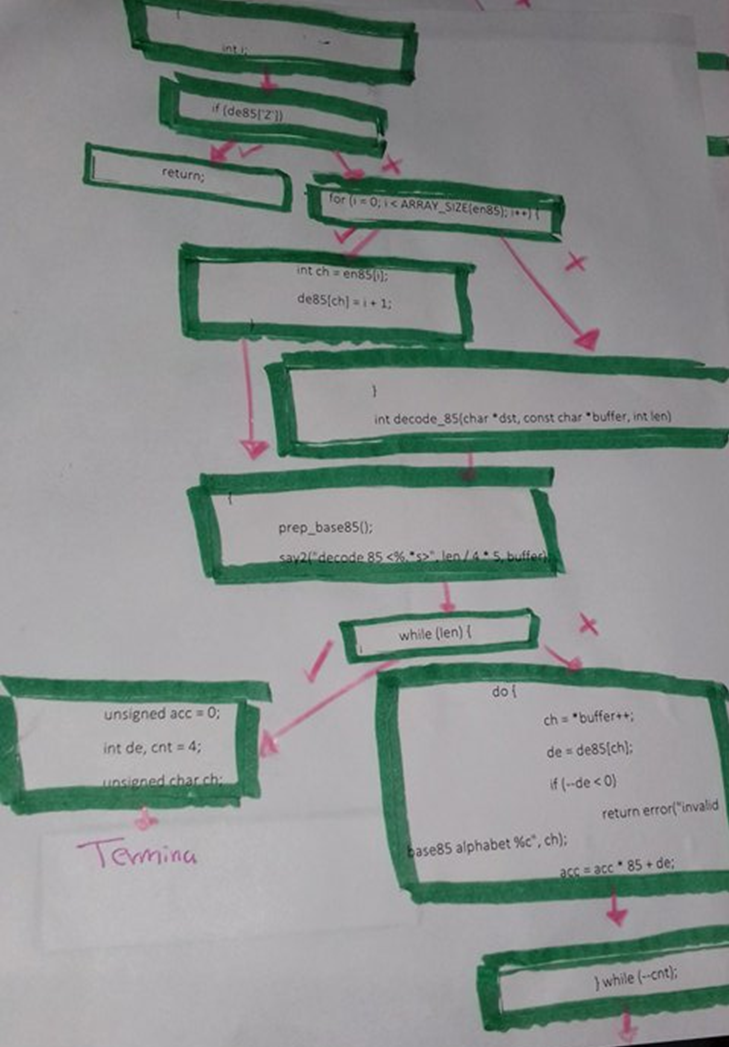 {
int i;
if (de85['Z'])
return;
for (i = 0; i < ARRAY_SIZE(en85); i++) {
int ch = en85[i];
de85[ch] = i + 1;
}
}
int decode_85(char *dst, const char *buffer, int len)
{
prep_base85();
say2("decode 85 <%.*s>", len / 4 * 5, buffer)
while (len) {
unsigned acc = 0;
int de, cnt = 4;
unsigned char ch;
Termina
do {
ch = *buffer++;
de = de85[ch];
if (--de < 0)
return error("invalid
base85 alphabet %c", ch);
acc = acc * 85 + de;
} while (--cnt);